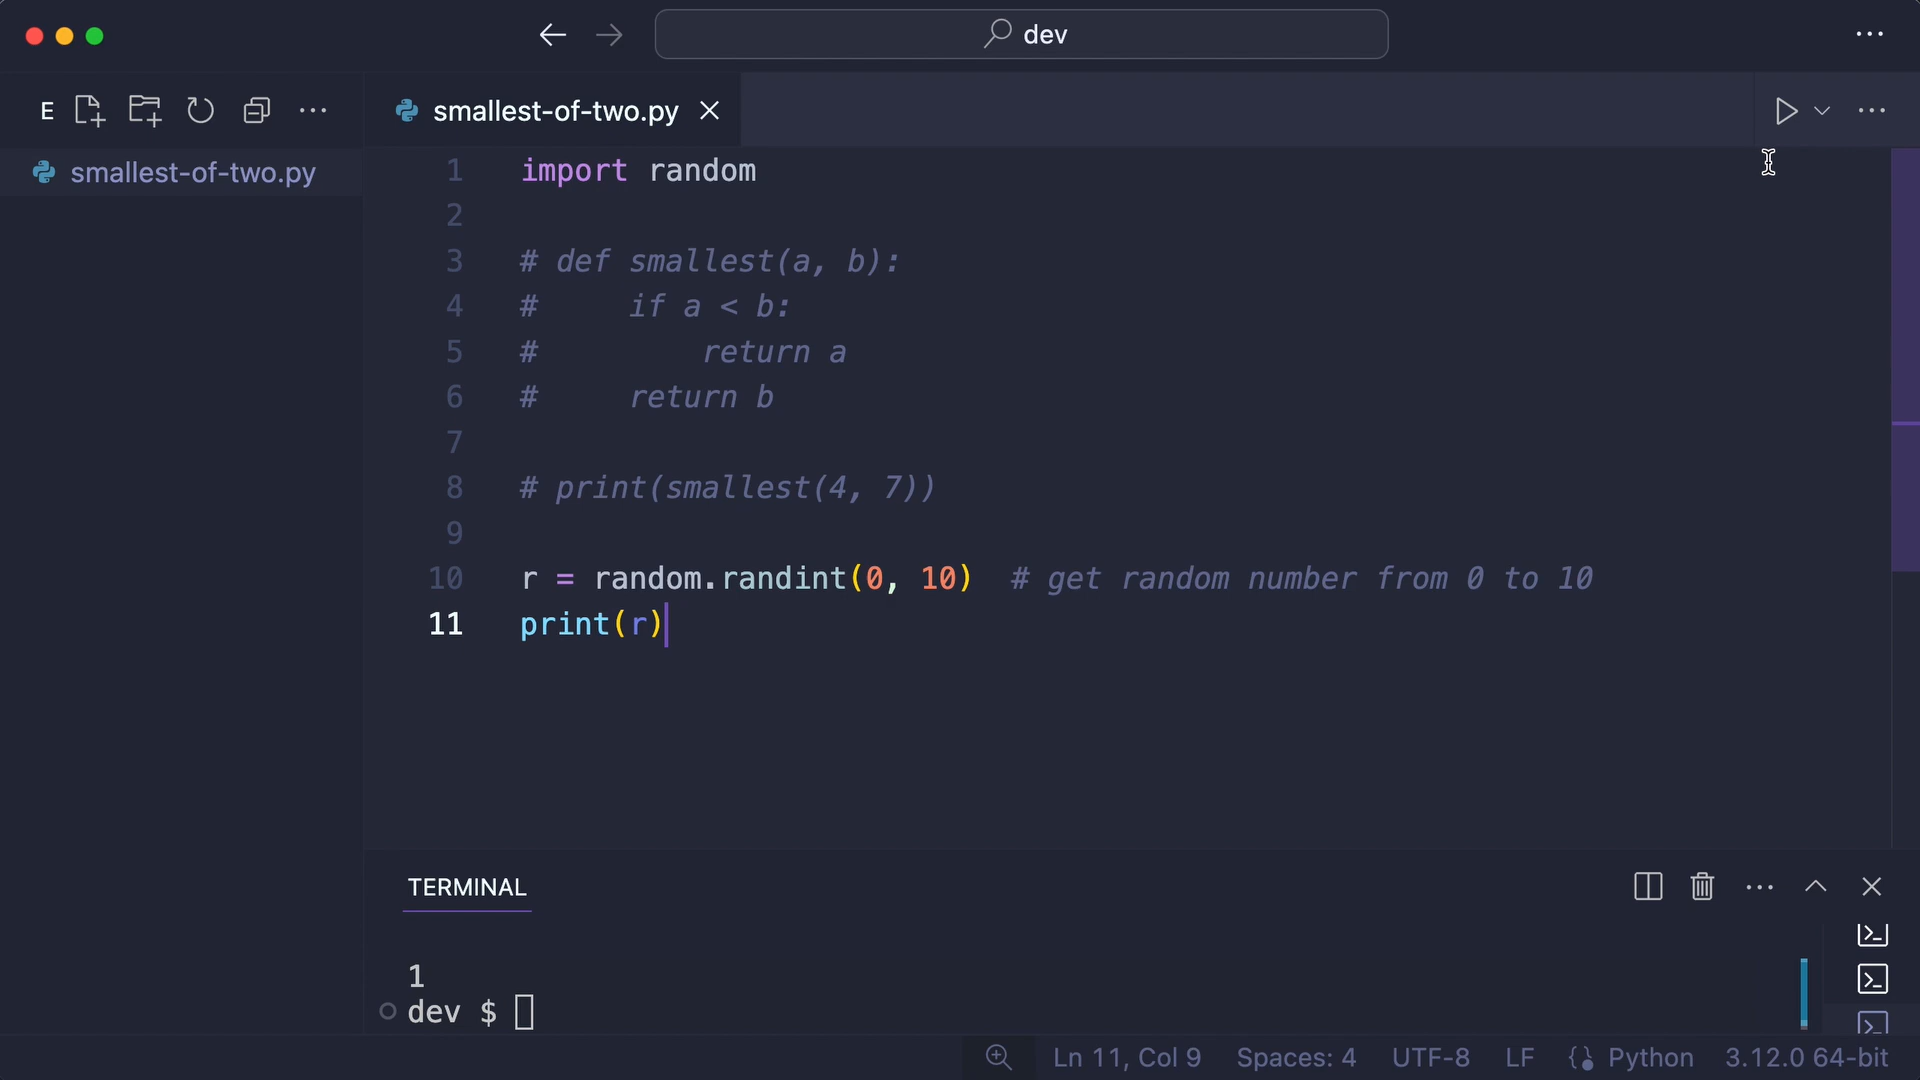 dev
E
smallest-of-two.py
smallest-of-two.py
1 import random
2
3 # def smallest(a, b):
4 #     if a < b:
5 #         return a
6 #     return b
7
8 # print(smallest(4, 7))
9
10 r = random.randint(0, 10)  # get random number from 0 to 10
11 print(r)
TERMINAL
1
dev $
Ln 11, Col 9 Spaces: 4 UTF-8 LF Python 3.12.0 64-bit